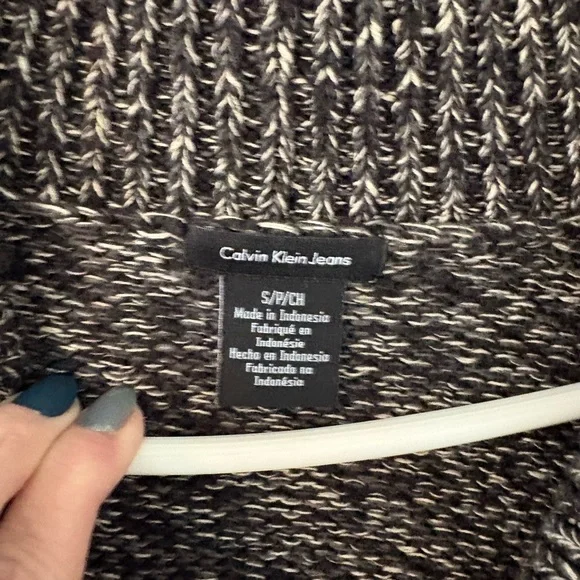 Calvin Klein Jeans
S/P/CH
Made in Indonesia
Fabriqué en
Indonésie
Hecho en Indonesia
Fabricado na
Indonésia